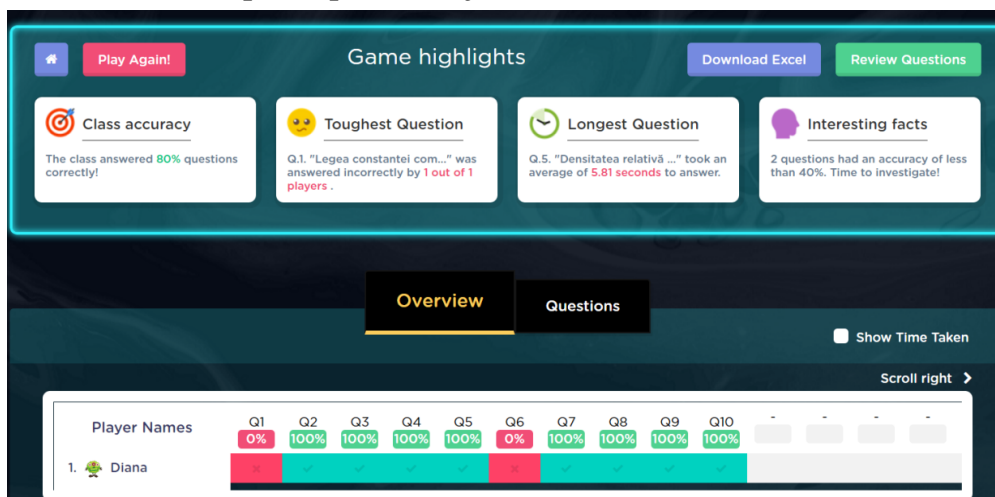 Play Again!
Game highlights
Download Excel
Review Questions
Class accuracy
The class answered 80% questions
correctly!
Toughest Question
Q.1. "Legea constantei com..." was
answered incorrectly by 1 out of 1
players .
Longest Question
Q.5. "Densitatea relativă ..." took an
average of 5.81 seconds to answer.
Interesting facts
2 questions had an accuracy of less
than 40%. Time to investigate!
Overview
Questions
Show Time Taken
Scroll right
Player Names Q1 Q2 Q3 Q4 Q5 Q6 Q7 Q8 Q9 Q10 - - - -
0% 100% 100% 100% 100% 0% 100% 100% 100% 100%
1. Diana